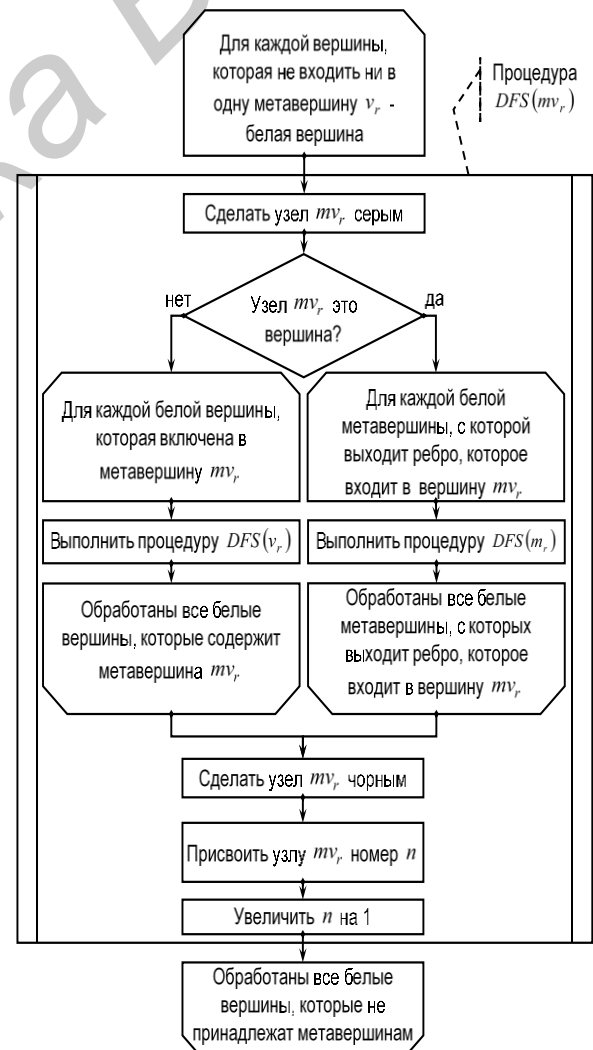 Для каждой вершины,
которая не входить ни в
одну метавершину v_r -
белая вершина
Процедура
DFS(mv_r)
Сделать узел mv_r серым
нет
Узел mv_r это
вершина?
да
Для каждой белой вершины,
которая включена в
метавершину mv_r
Для каждой белой
метавершины, с которой
выходит ребро, которое
входит в вершину mv_r
Выполнить процедуру DFS(v_r)
Выполнить процедуру DFS(m_r)
Обработаны все белые
вершины, которые содержит
метавершина mv_r
Обработаны все белые
метавершины, с которых
выходит ребро, которое
входит в вершину mv_r
Сделать узел mv_r чорным
Присвоить узлу mv_r номер n
Увеличить n на 1
Обработаны все белые
вершины, которые не
принадлежат метавершинам